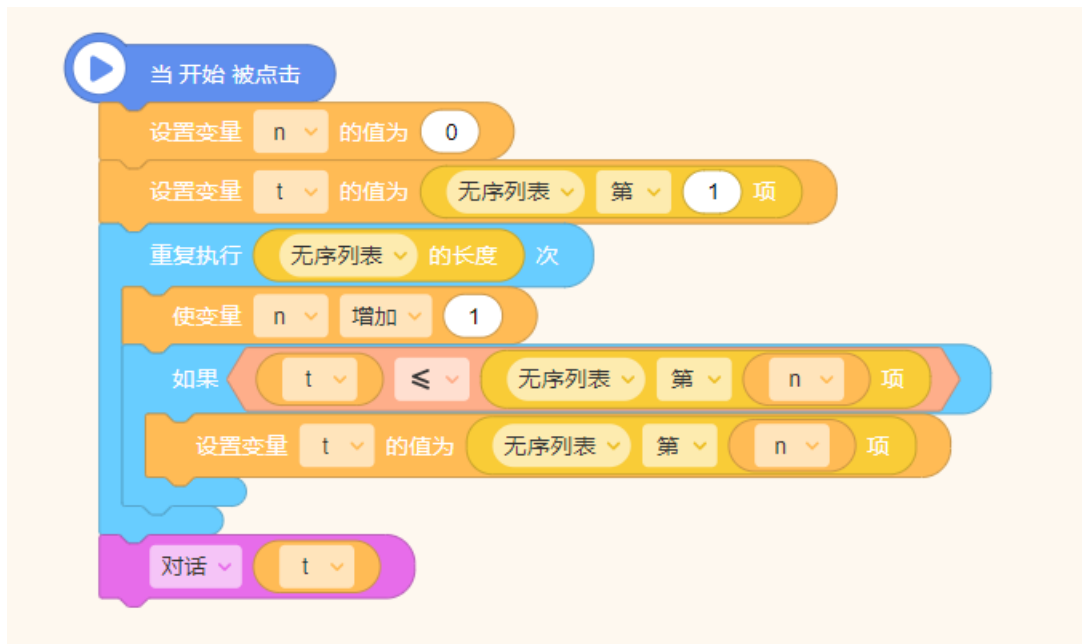 当 开始 被点击
设置变量 n 的值为 0
设置变量 t 的值为 无序列表 第 1 项
重复执行 无序列表 的长度 次
使变量 n 增加 1
如果 t ≤ 无序列表 第 n 项
设置变量 t 的值为 无序列表 第 n 项
对话 t